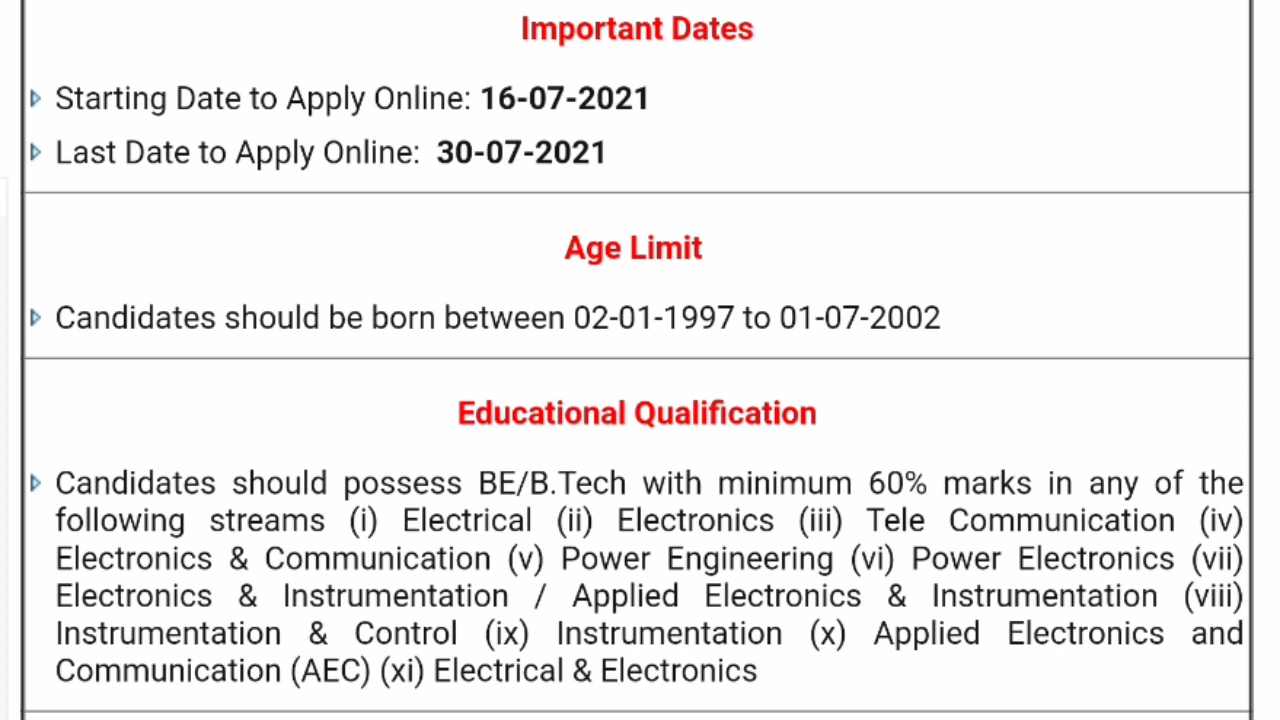 Important Dates
Starting Date to Apply Online: 16-07-2021
Last Date to Apply Online: 30-07-2021
Age Limit
Candidates should be born between 02-01-1997 to 01-07-2002
Educational Qualification
Candidates should possess BE/B.Tech with minimum 60% marks in any of the
following streams (i) Electrical (ii) Electronics (iii) Tele Communication (iv)
Electronics & Communication (v) Power Engineering (vi) Power Electronics (vii)
Electronics & Instrumentation / Applied Electronics & Instrumentation (viii)
Instrumentation & Control (ix) Instrumentation (x) Applied Electronics and
Communication (AEC) (xi) Electrical & Electronics